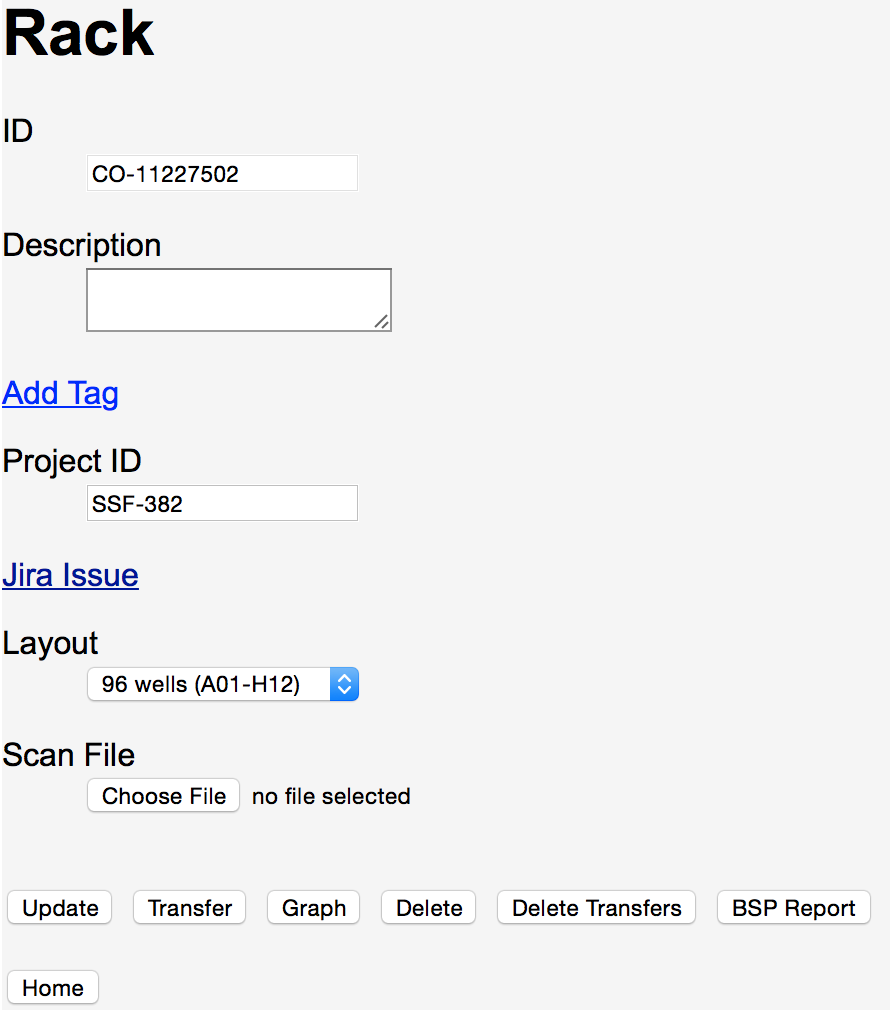 Rack
ID
CO-11227502
Description
Add Tag
Project ID
SSF-382
Jira Issue
Layout
96 wells (A01-H12)
Scan File
Choose File no file selected
Update Transfer Graph Delete Delete Transfers BSP Report
Home